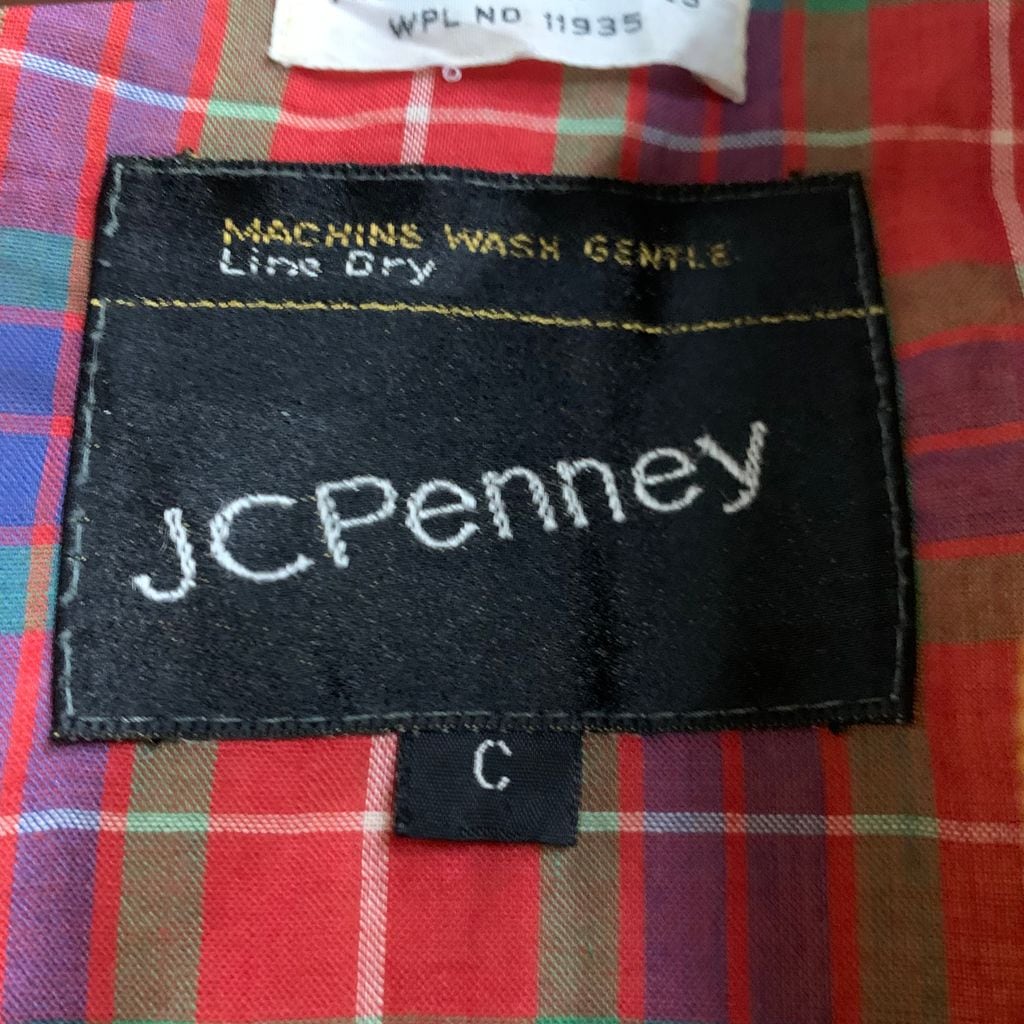 WPL NO 11935
MACHINE WASH GENTLE
Line Dry
JCPenney
C